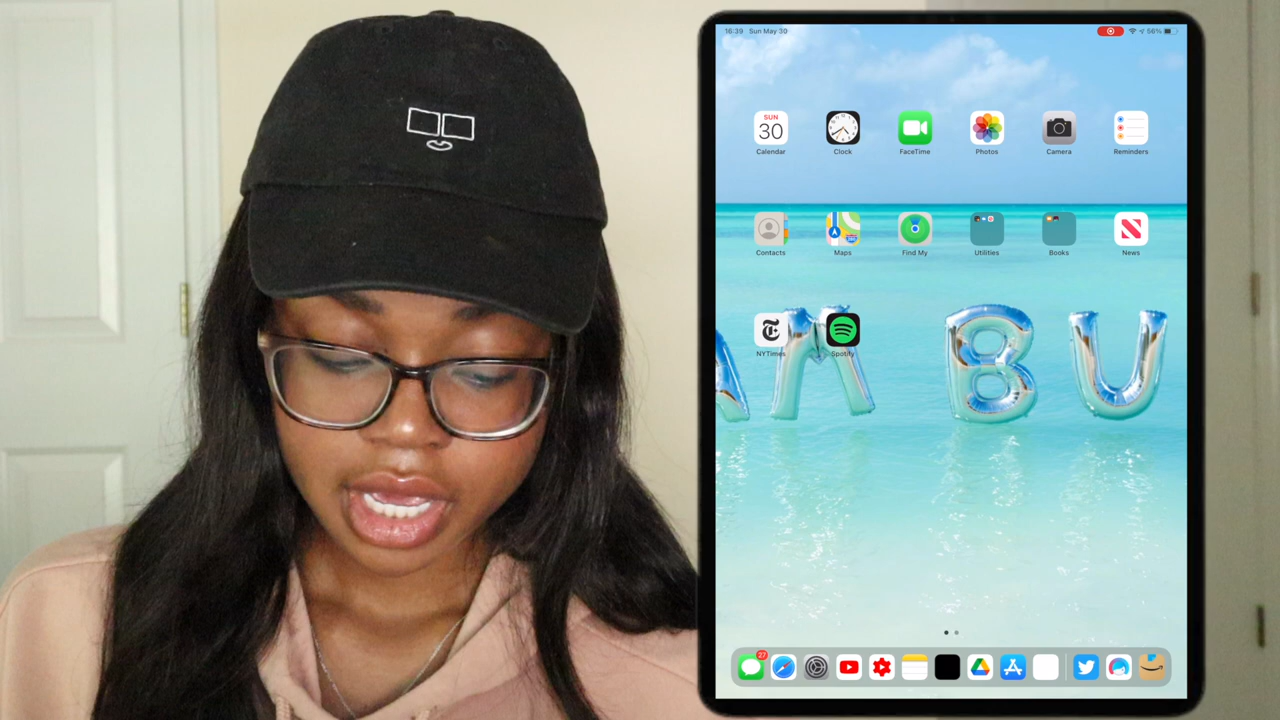 16:39 Sun May 30
56%
SUN
30
Calendar
Clock
FaceTime
Photos
Camera
Reminders
Contacts
Maps
Find My
Utilities
Books
News
NYTimes
Spotify
B U
27